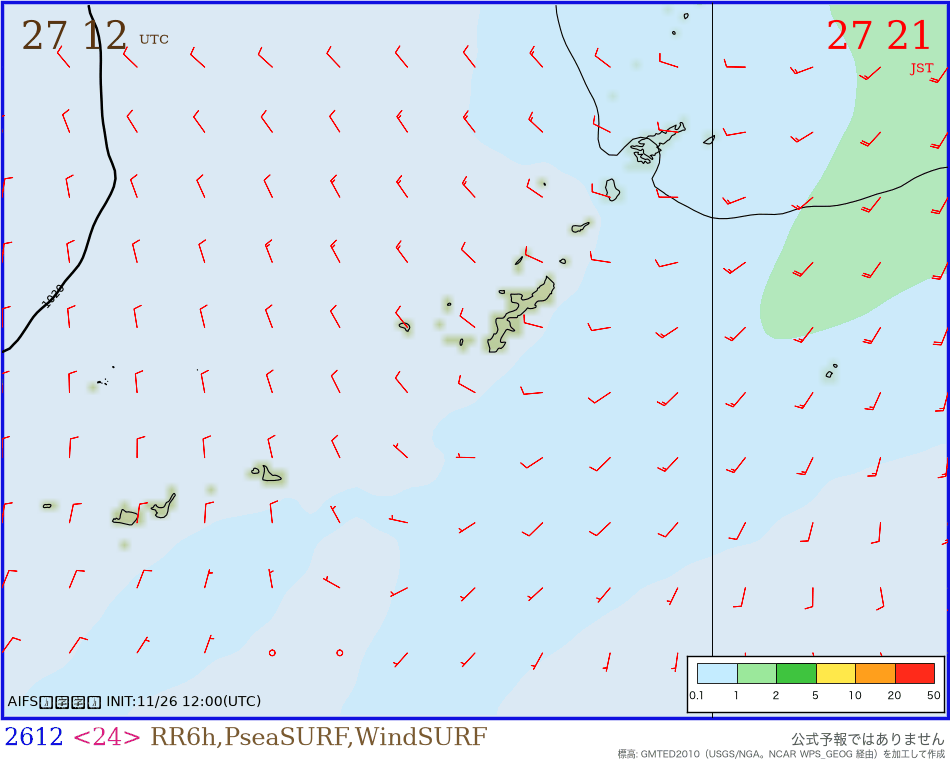 27 12 UTC
27 21
JST
1020
0.1 1 2 5 10 20 50
AIFS INIT:11/26 12:00(UTC)
2612 <24> RR6h,PseaSURF,WindSURF
公式予報ではありません
標高: GMTED2010（USGS/NGA。NCAR WPS_GEOG 経由）を加工して作成